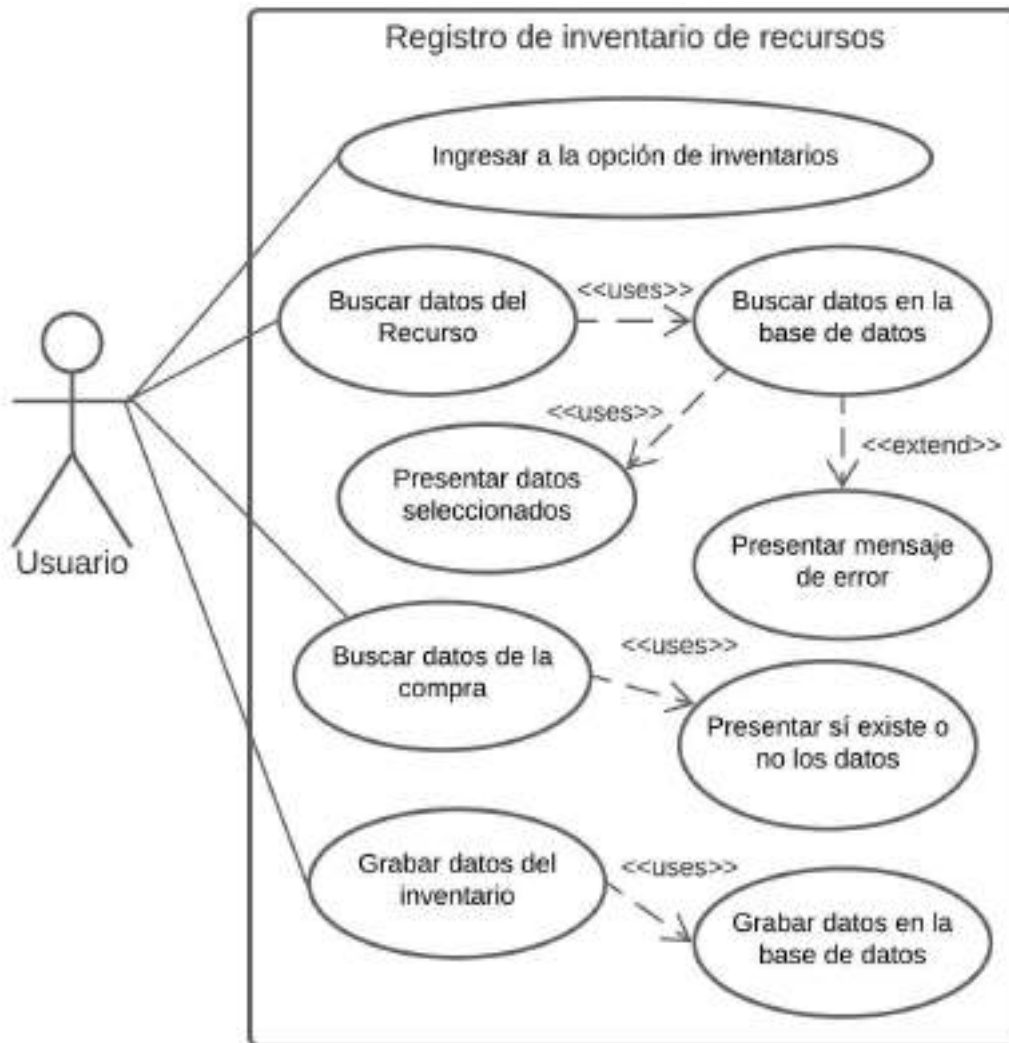 Registro de inventario de recursos
Ingresar a la opción de inventarios
Buscar datos del
Recurso
<<uses>>
Buscar datos en la
base de datos
<<uses>>
<<extend>>
Presentar datos
seleccionados
Presentar mensaje
de error
Usuario
Buscar datos de la
compra
<<uses>>
Presentar sí existe o
no los datos
Grabar datos del
inventario
<<uses>>
Grabar datos en la
base de datos